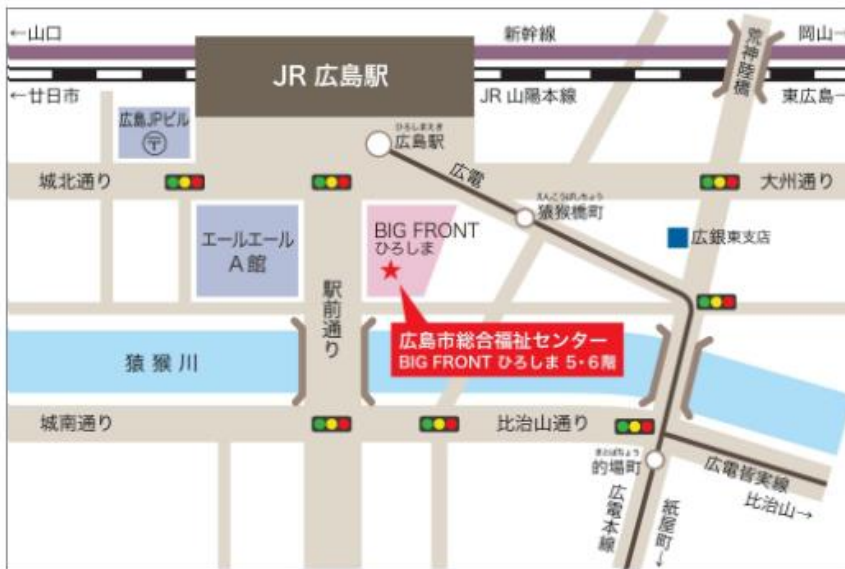 ←山口
新幹線
岡山→
荒神陸橋
JR 広島駅
←廿日市
JR 山陽本線
東広島→
広島JPビル
〒
ひろしまえき
広島駅
広電
城北通り
大州通り
えんこうばしちょう
猿猴橋町
エールエール
A館
BIG FRONT
ひろしま
広銀東支店
駅前通り
広島市総合福祉センター
BIG FRONT ひろしま 5・6階
猿猴川
城南通り
比治山通り
まとばちょう
的場町
広電皆実線
比治山→
広電本線
紙屋町→